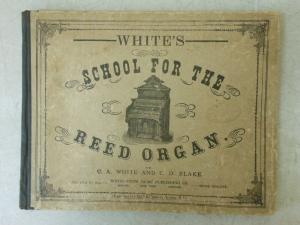 WHITE'S
SCHOOL FOR THE
REED ORGAN
BY
C. A. WHITE AND C. D. BLAKE
WHITE-SMITH MUSIC PUBLISHING CO.